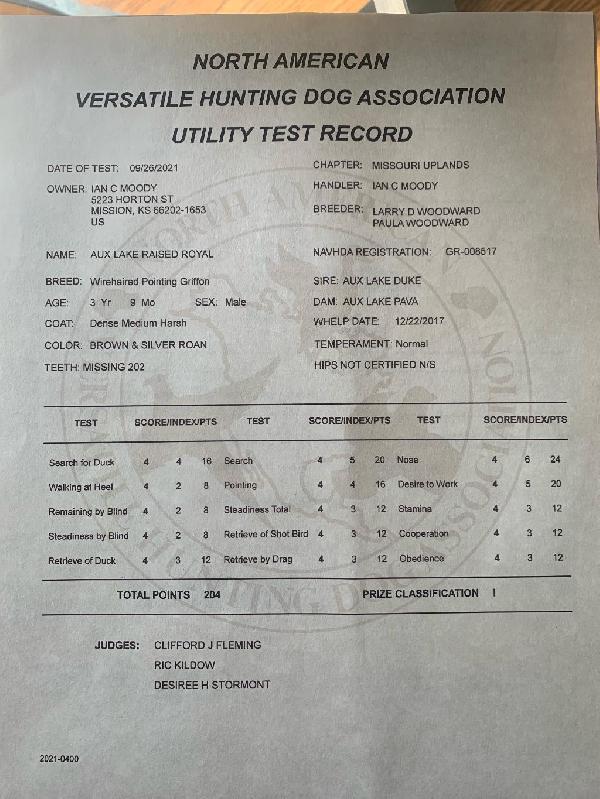 NORTH AMERICAN
VERSATILE HUNTING DOG ASSOCIATION
UTILITY TEST RECORD
DATE OF TEST: 09/26/2021 CHAPTER: MISSOURI UPLANDS
OWNER: IAN C MOODY HANDLER: IAN C MOODY
5223 HORTON ST
MISSION, KS 66202-1653 BREEDER: LARRY D WOODWARD
US PAULA WOODWARD
NAME: AUX LAKE RAISED ROYAL NAVHDA REGISTRATION: GR-006517
BREED: Wirehaired Pointing Griffon SIRE: AUX LAKE DUKE
AGE: 3 Yr 9 Mo SEX: Male DAM: AUX LAKE PAVA
COAT: Dense Medium Harsh WHELP DATE: 12/22/2017
COLOR: BROWN & SILVER ROAN TEMPERAMENT: Normal
TEETH: MISSING 202 HIPS NOT CERTIFIED N/S
TEST SCORE/INDEX/PTS TEST SCORE/INDEX/PTS TEST SCORE/INDEX/PTS
Search for Duck 4 4 16 Search 4 5 20 Nose 4 6 24
Walking at Heel 4 2 8 Pointing 4 4 16 Desire to Work 4 5 20
Remaining by Blind 4 2 8 Steadiness Total 4 3 12 Stamina 4 3 12
Steadiness by Blind 4 2 8 Retrieve of Shot Bird 4 3 12 Cooperation 4 3 12
Retrieve of Duck 4 3 12 Retrieve by Drag 4 3 12 Obedience 4 3 12
TOTAL POINTS 204 PRIZE CLASSIFICATION I
JUDGES: CLIFFORD J FLEMING
RIC KILDOW
DESIREE H STORMONT
2021-0400